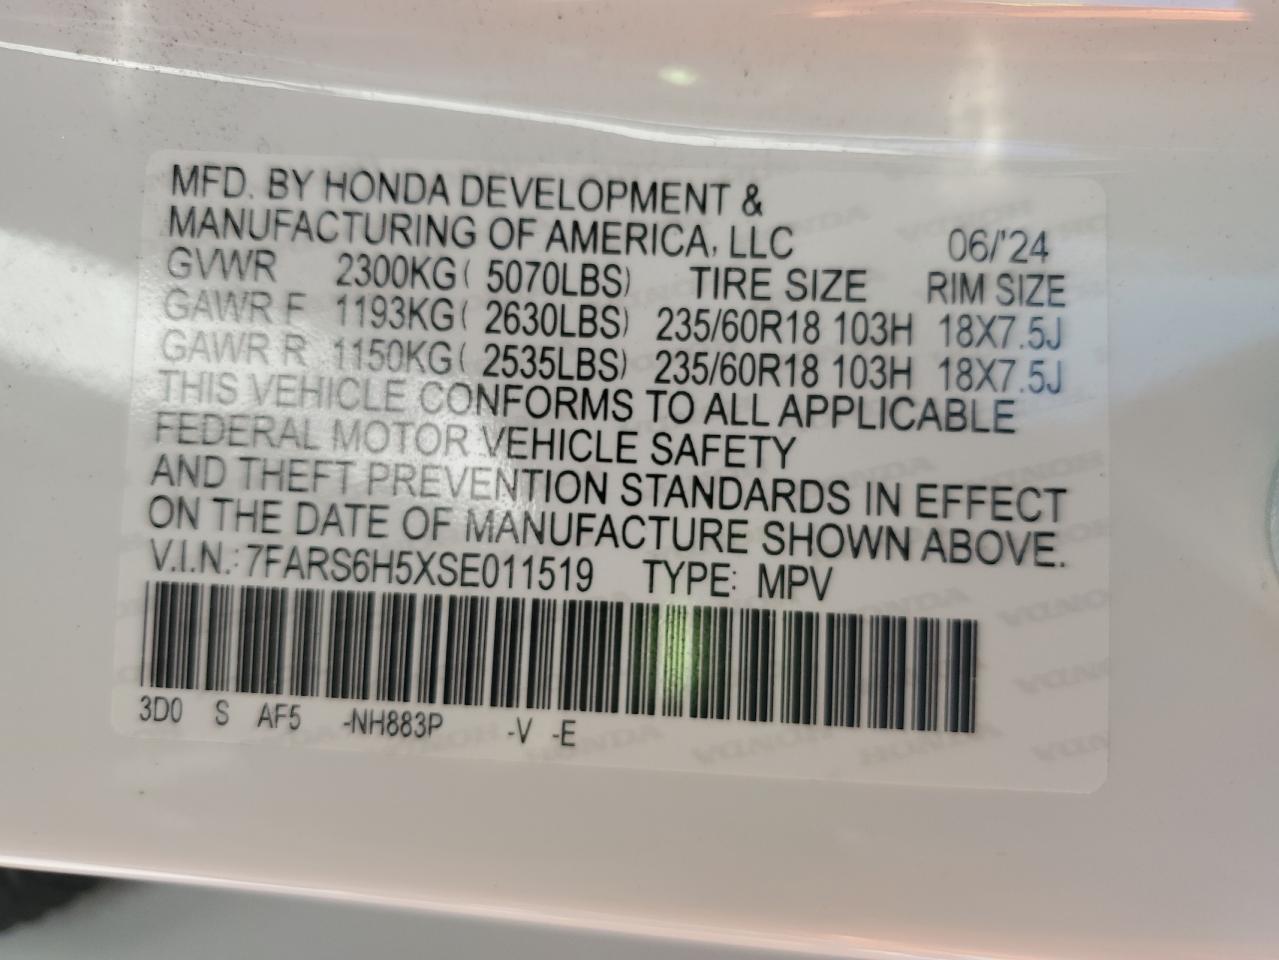 MFD. BY HONDA DEVELOPMENT &
MANUFACTURING OF AMERICA, LLC 06/'24
GVWR 2300KG( 5070LBS) TIRE SIZE RIM SIZE
GAWR F 1193KG( 2630LBS) 235/60R18 103H 18X7.5J
GAWR R 1150KG( 2535LBS) 235/60R18 103H 18X7.5J
THIS VEHICLE CONFORMS TO ALL APPLICABLE
FEDERAL MOTOR VEHICLE SAFETY
AND THEFT PREVENTION STANDARDS IN EFFECT
ON THE DATE OF MANUFACTURE SHOWN ABOVE.
V.I.N.: 7FARS6H5XSE011519 TYPE: MPV
3D0 S AF5 -NH883P -V -E